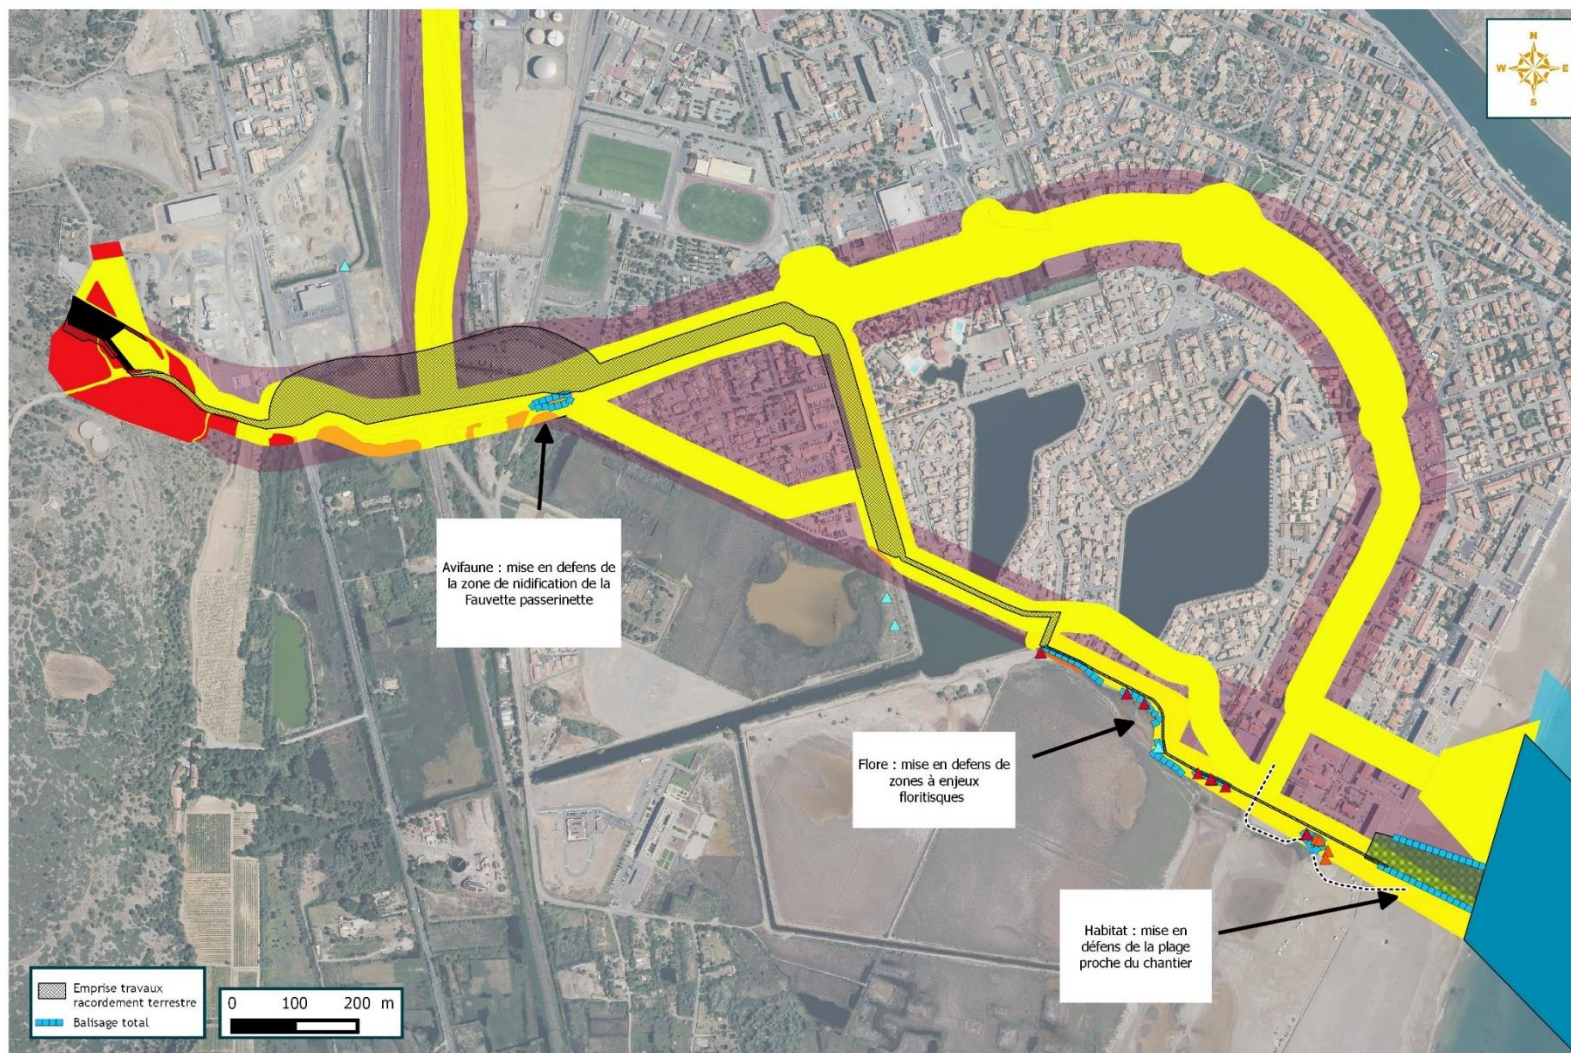 N
W E
S
Avifaune : mise en defens de
la zone de nidification de la
Fauvette passerinette
Flore : mise en defens de
zones à enjeux
floritisques
Habitat : mise en
défens de la plage
proche du chantier
Emprise travaux
racordement terrestre
Balisage total
0 100 200 m